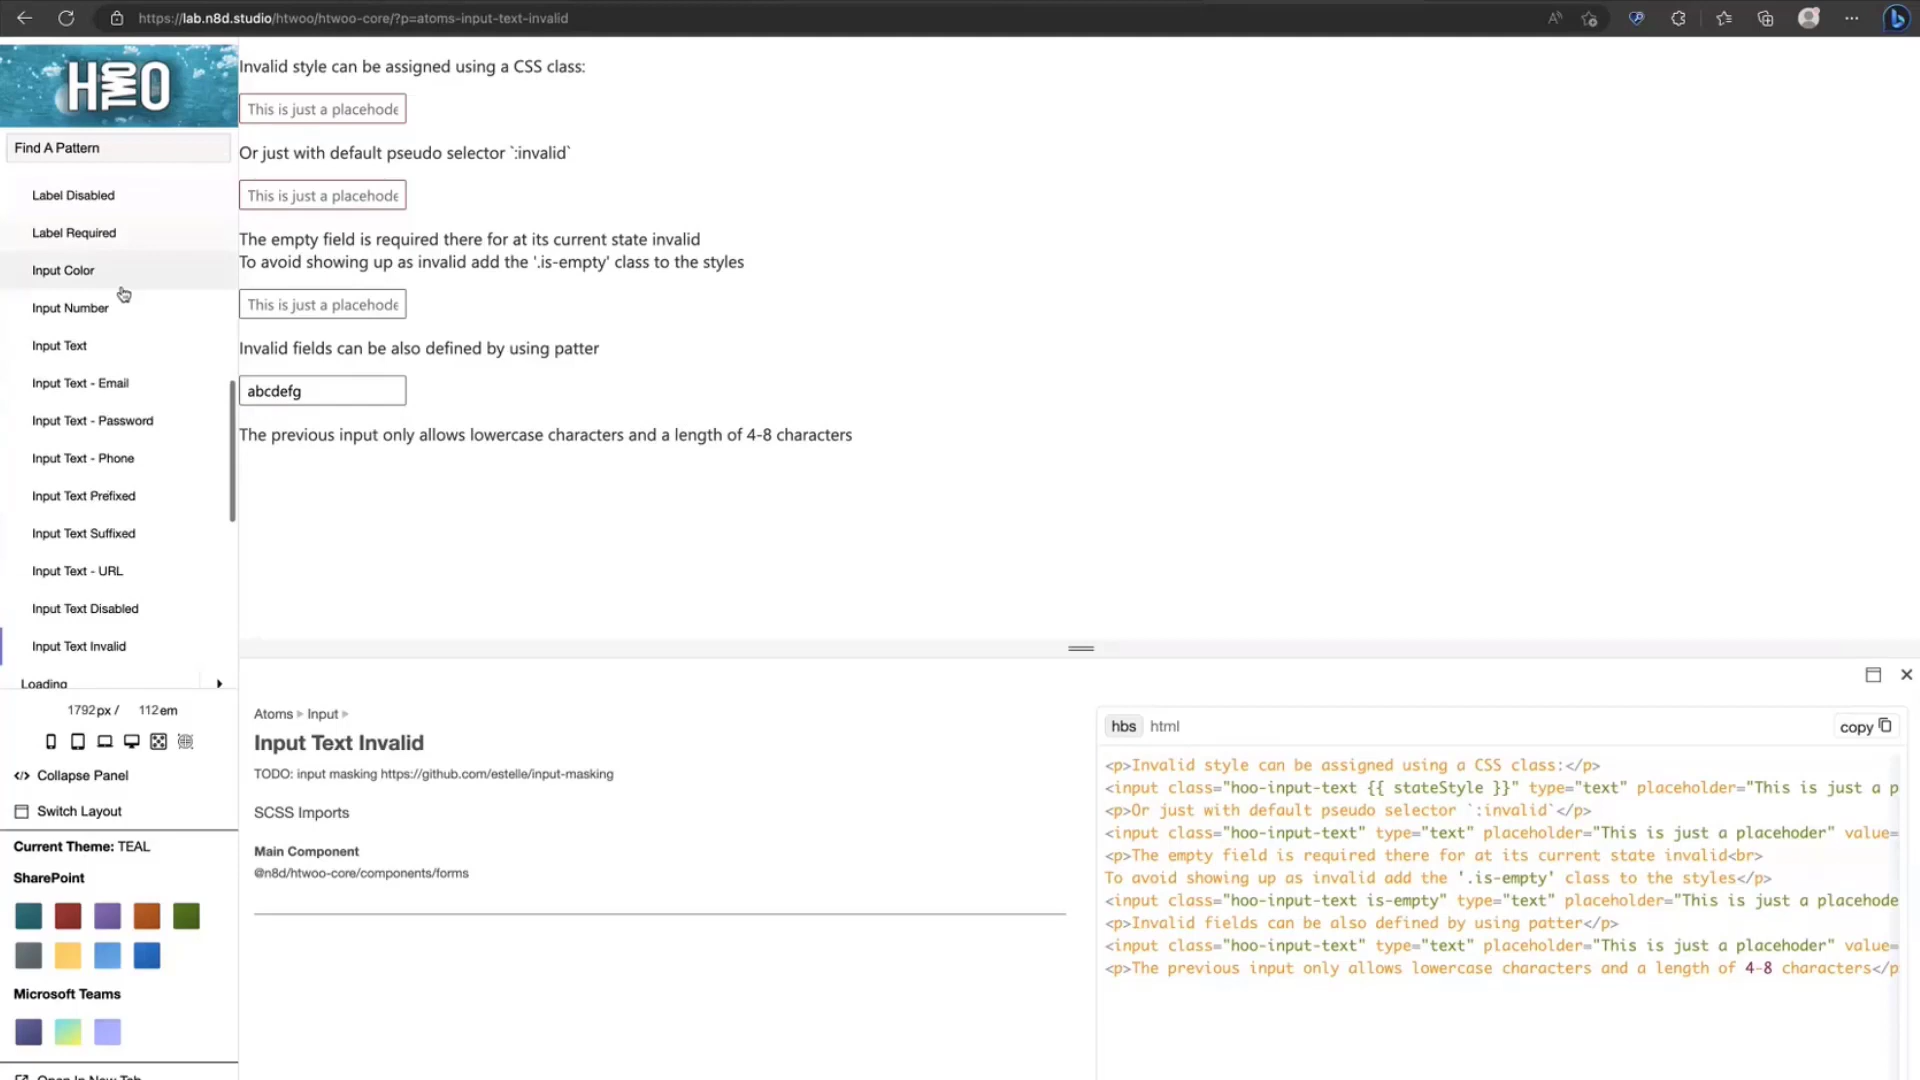 https://lab.n8d.studio/htwoo/htwoo-core/?p=atoms-input-text-invalid
H TWO O
Find A Pattern
Label Disabled
Label Required
Input Color
Input Number
Input Text
Input Text - Email
Input Text - Password
Input Text - Phone
Input Text Prefixed
Input Text Suffixed
Input Text - URL
Input Text Disabled
Input Text Invalid
Loading
1792px / 112em
Collapse Panel
Switch Layout
Current Theme: TEAL
SharePoint
Microsoft Teams
Open In New Tab
Invalid style can be assigned using a CSS class:
This is just a placehode
Or just with default pseudo selector `:invalid`
This is just a placehode
The empty field is required there for at its current state invalid
To avoid showing up as invalid add the '.is-empty' class to the styles
This is just a placehode
Invalid fields can be also defined by using patter
abcdefg
The previous input only allows lowercase characters and a length of 4-8 characters
Atoms ▸ Input ▸
Input Text Invalid
TODO: input masking https://github.com/estelle/input-masking
SCSS Imports
Main Component
@n8d/htwoo-core/components/forms
hbs html
copy
<p>Invalid style can be assigned using a CSS class:</p>
<input class="hoo-input-text {{ stateStyle }}" type="text" placeholder="This is just a p
<p>Or just with default pseudo selector `:invalid`</p>
<input class="hoo-input-text" type="text" placeholder="This is just a placehoder" value=
<p>The empty field is required there for at its current state invalid<br>
To avoid showing up as invalid add the '.is-empty' class to the styles</p>
<input class="hoo-input-text is-empty" type="text" placeholder="This is just a placehode
<p>Invalid fields can be also defined by using patter</p>
<input class="hoo-input-text" type="text" placeholder="This is just a placehoder" value=
<p>The previous input only allows lowercase characters and a length of 4-8 characters</p